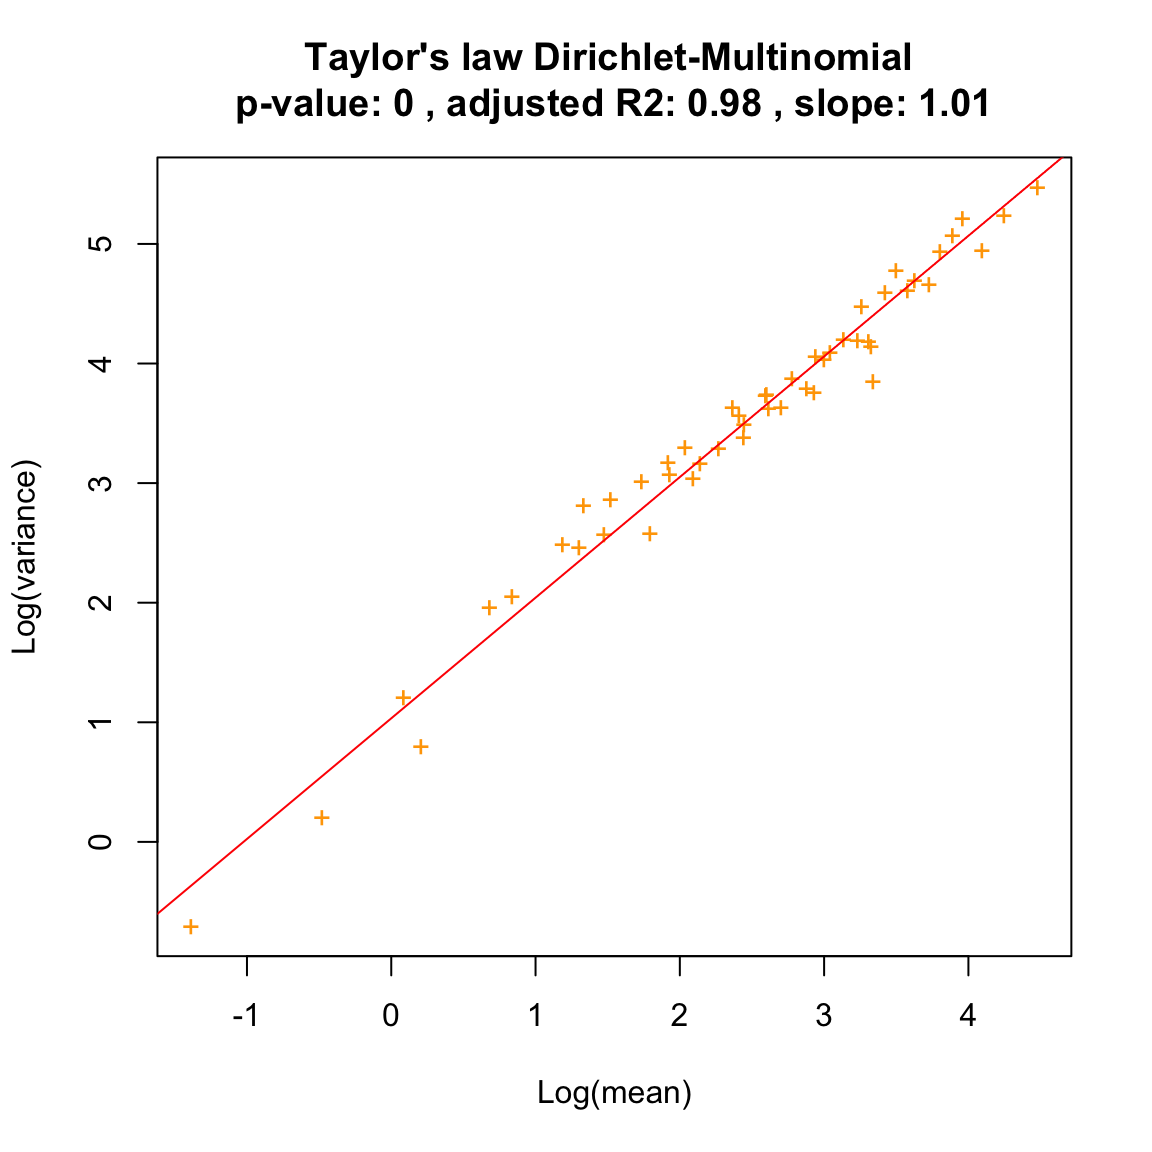 Taylor's law Dirichlet-Multinomial
p-value: 0 , adjusted R2: 0.98 , slope: 1.01
5
4
3
2
1
0
Log(variance)
-1 0 1 2 3 4
Log(mean)